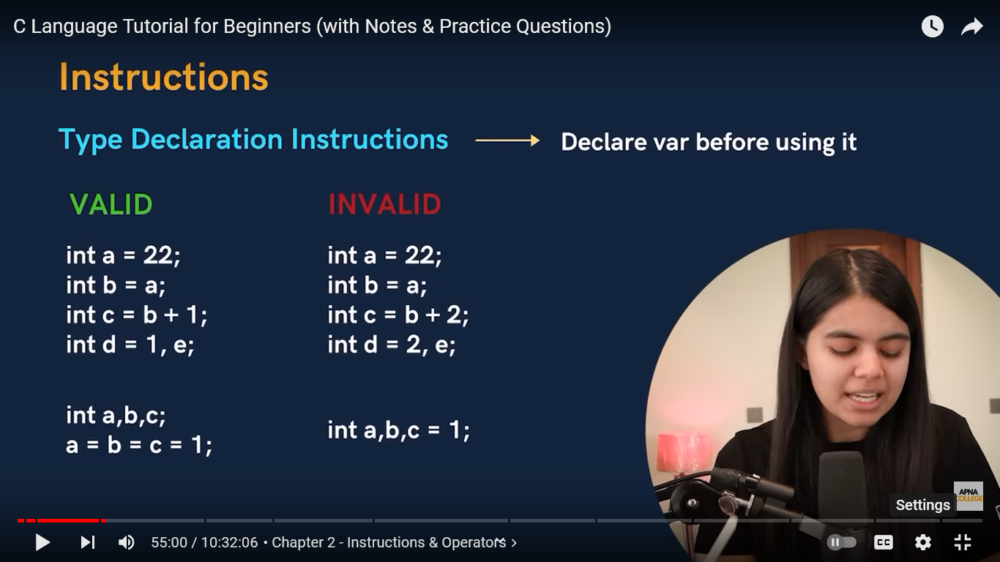 C Language Tutorial for Beginners (with Notes & Practice Questions)
Instructions
Type Declaration Instructions
Declare var before using it
VALID
INVALID
int a = 22;
int b = a;
int c = b + 1;
int d = 1, e;
int a,b,c;
a = b = c = 1;
int a = 22;
int b = a;
int c = b + 2;
int d = 2, e;
int a,b,c = 1;
APNA
COLLEGE
Settings
55:00 / 10:32:06 • Chapter 2 - Instructions & Operators
CC